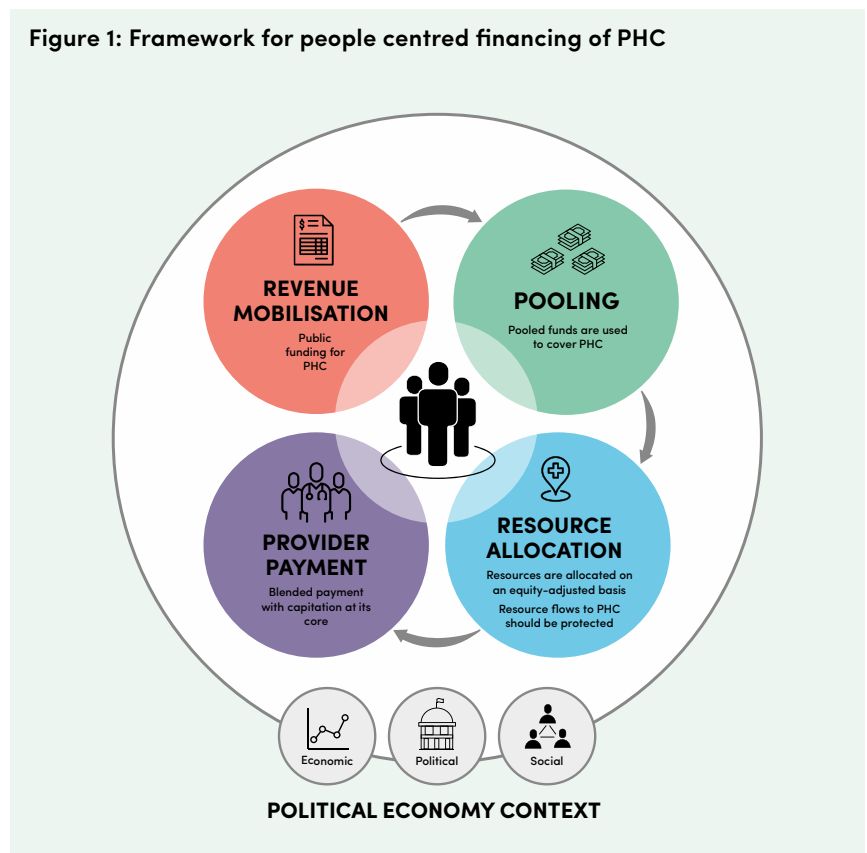 Figure 1: Framework for people centred financing of PHC
$
REVENUE
MOBILISATION
Public
funding for
PHC
POOLING
Pooled funds are used
to cover PHC
RESOURCE
ALLOCATION
Resources are allocated on
an equity-adjusted basis
Resource flows to PHC
should be protected
PROVIDER
PAYMENT
Blended payment
with capitation at its
core
Economic
Political
Social
POLITICAL ECONOMY CONTEXT